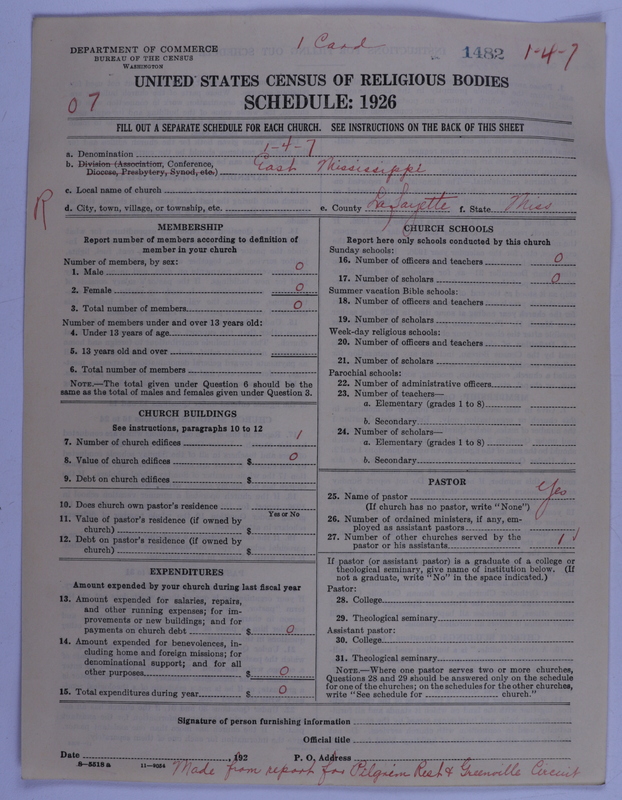 DEPARTMENT OF COMMERCE
BUREAU OF THE CENSUS
WASHINGTON
1 Card
1482 1-4-7
UNITED STATES CENSUS OF RELIGIOUS BODIES
SCHEDULE: 1926
07
FILL OUT A SEPARATE SCHEDULE FOR EACH CHURCH. SEE INSTRUCTIONS ON THE BACK OF THIS SHEET
a. Denomination 1-4-7
b. Division (Association, Conference, Diocese, Presbytery, Synod, etc.) East Mississippi
c. Local name of church
R
d. City, town, village, or township, etc. e. County LaFayette f. State Miss
MEMBERSHIP
Report number of members according to definition of
member in your church
Number of members, by sex:
1. Male 0
2. Female 0
3. Total number of members 0
Number of members under and over 13 years old:
4. Under 13 years of age
5. 13 years old and over
6. Total number of members
NOTE.—The total given under Question 6 should be the
same as the total of males and females given under Question 3.
CHURCH BUILDINGS
See instructions, paragraphs 10 to 12
7. Number of church edifices 1
8. Value of church edifices $ 0
9. Debt on church edifices $
10. Does church own pastor's residence
Yes or No
11. Value of pastor's residence (if owned by
church) $
12. Debt on pastor's residence (if owned by
church) $
EXPENDITURES
Amount expended by your church during last fiscal year
13. Amount expended for salaries, repairs,
and other running expenses; for im-
provements or new buildings; and for
payments on church debt $ 0
14. Amount expended for benevolences, in-
cluding home and foreign missions; for
denominational support; and for all
other purposes $ 0
15. Total expenditures during year $ 0
CHURCH SCHOOLS
Report here only schools conducted by this church
Sunday schools:
16. Number of officers and teachers 0
17. Number of scholars 0
Summer vacation Bible schools:
18. Number of officers and teachers
19. Number of scholars
Week-day religious schools:
20. Number of officers and teachers
21. Number of scholars
Parochial schools:
22. Number of administrative officers
23. Number of teachers—
a. Elementary (grades 1 to 8)
b. Secondary
24. Number of scholars—
a. Elementary (grades 1 to 8)
b. Secondary
PASTOR
25. Name of pastor Yes
(If church has no pastor, write "None")
26. Number of ordained ministers, if any, em-
ployed as assistant pastors
27. Number of other churches served by the
pastor or his assistants 1
If pastor (or assistant pastor) is a graduate of a college or
theological seminary, give name of institution below. (If
not a graduate, write "No" in the space indicated.)
Pastor:
28. College
29. Theological seminary
Assistant pastor:
30. College
31. Theological seminary
NOTE.—Where one pastor serves two or more churches,
Questions 28 and 29 should be answered only on the schedule
for one of the churches; on the schedules for the other churches,
write "See schedule for church."
Signature of person furnishing information
Official title
Date , 192 P. O. Address
8-5518 a 11-9054 Made from report for Pilgrim Rest & Greenville Circuit